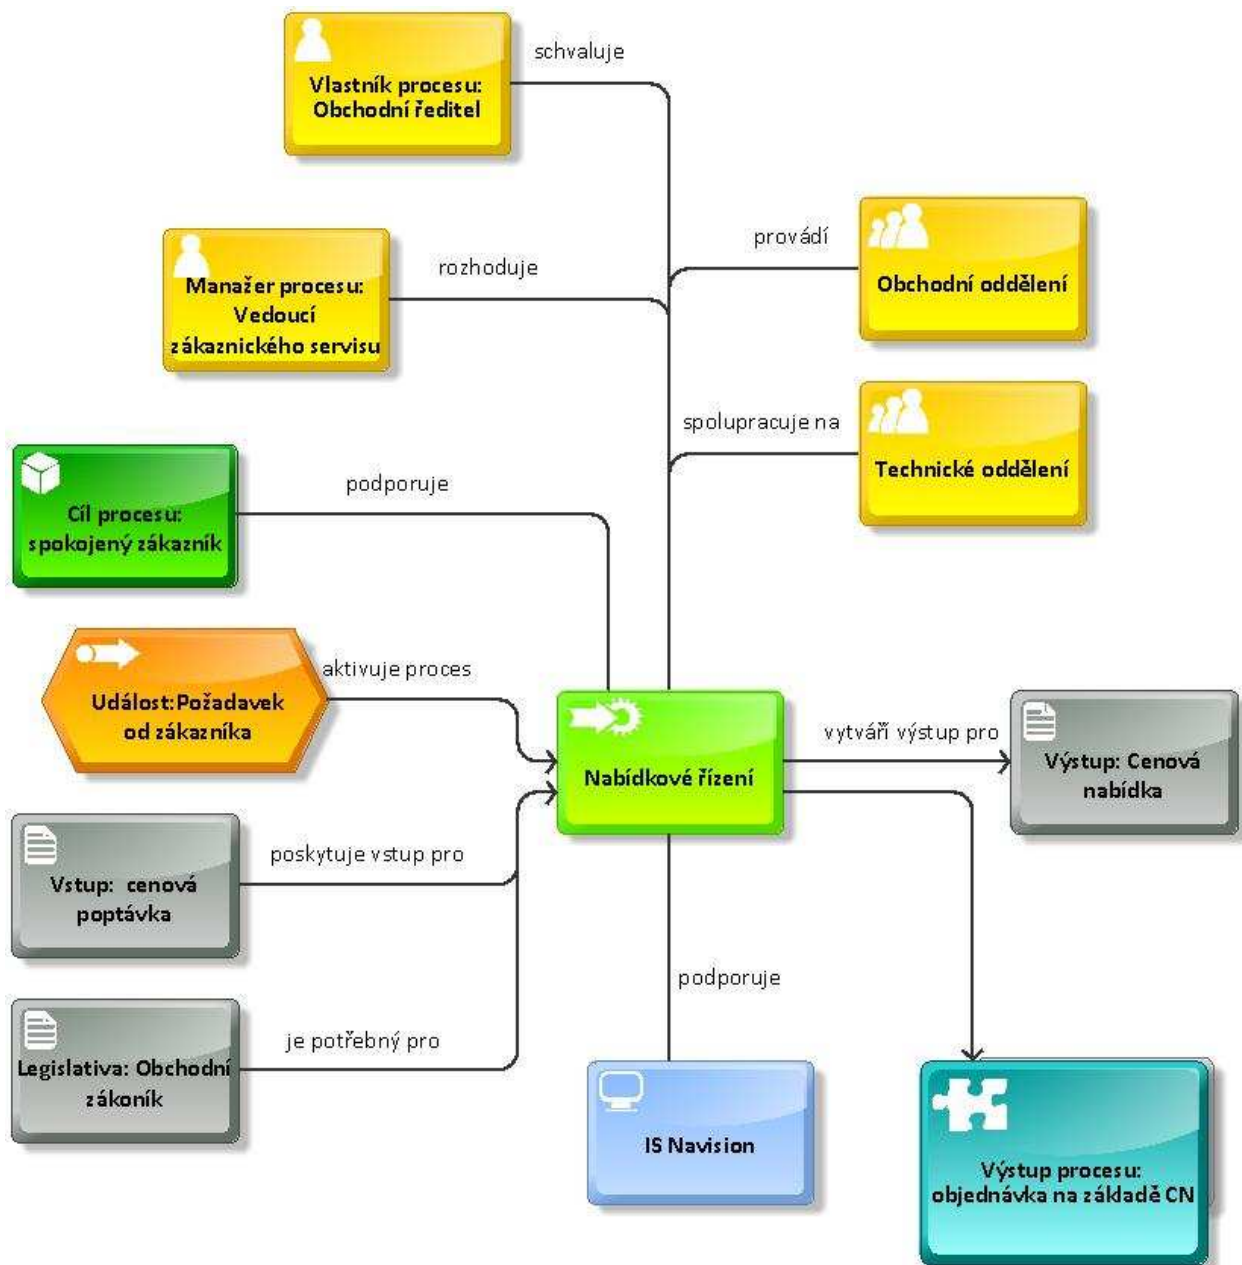 schvaluje
Vlastník procesu:
Obchodní ředitel
provádí
Obchodní oddělení
rozhoduje
Manažer procesu:
Vedoucí
zákaznického servisu
spolupracuje na
Technické oddělení
podporuje
Cíl procesu:
spokojený zákazník
aktivuje proces
Událost:Požadavek
od zákazníka
Nabídkové řízení
vytváří výstup pro
Výstup: Cenová
nabídka
poskytuje vstup pro
Vstup: cenová
poptávka
podporuje
je potřebný pro
Legislativa: Obchodní
zákoník
IS Navision
Výstup procesu:
objednávka na základě CN